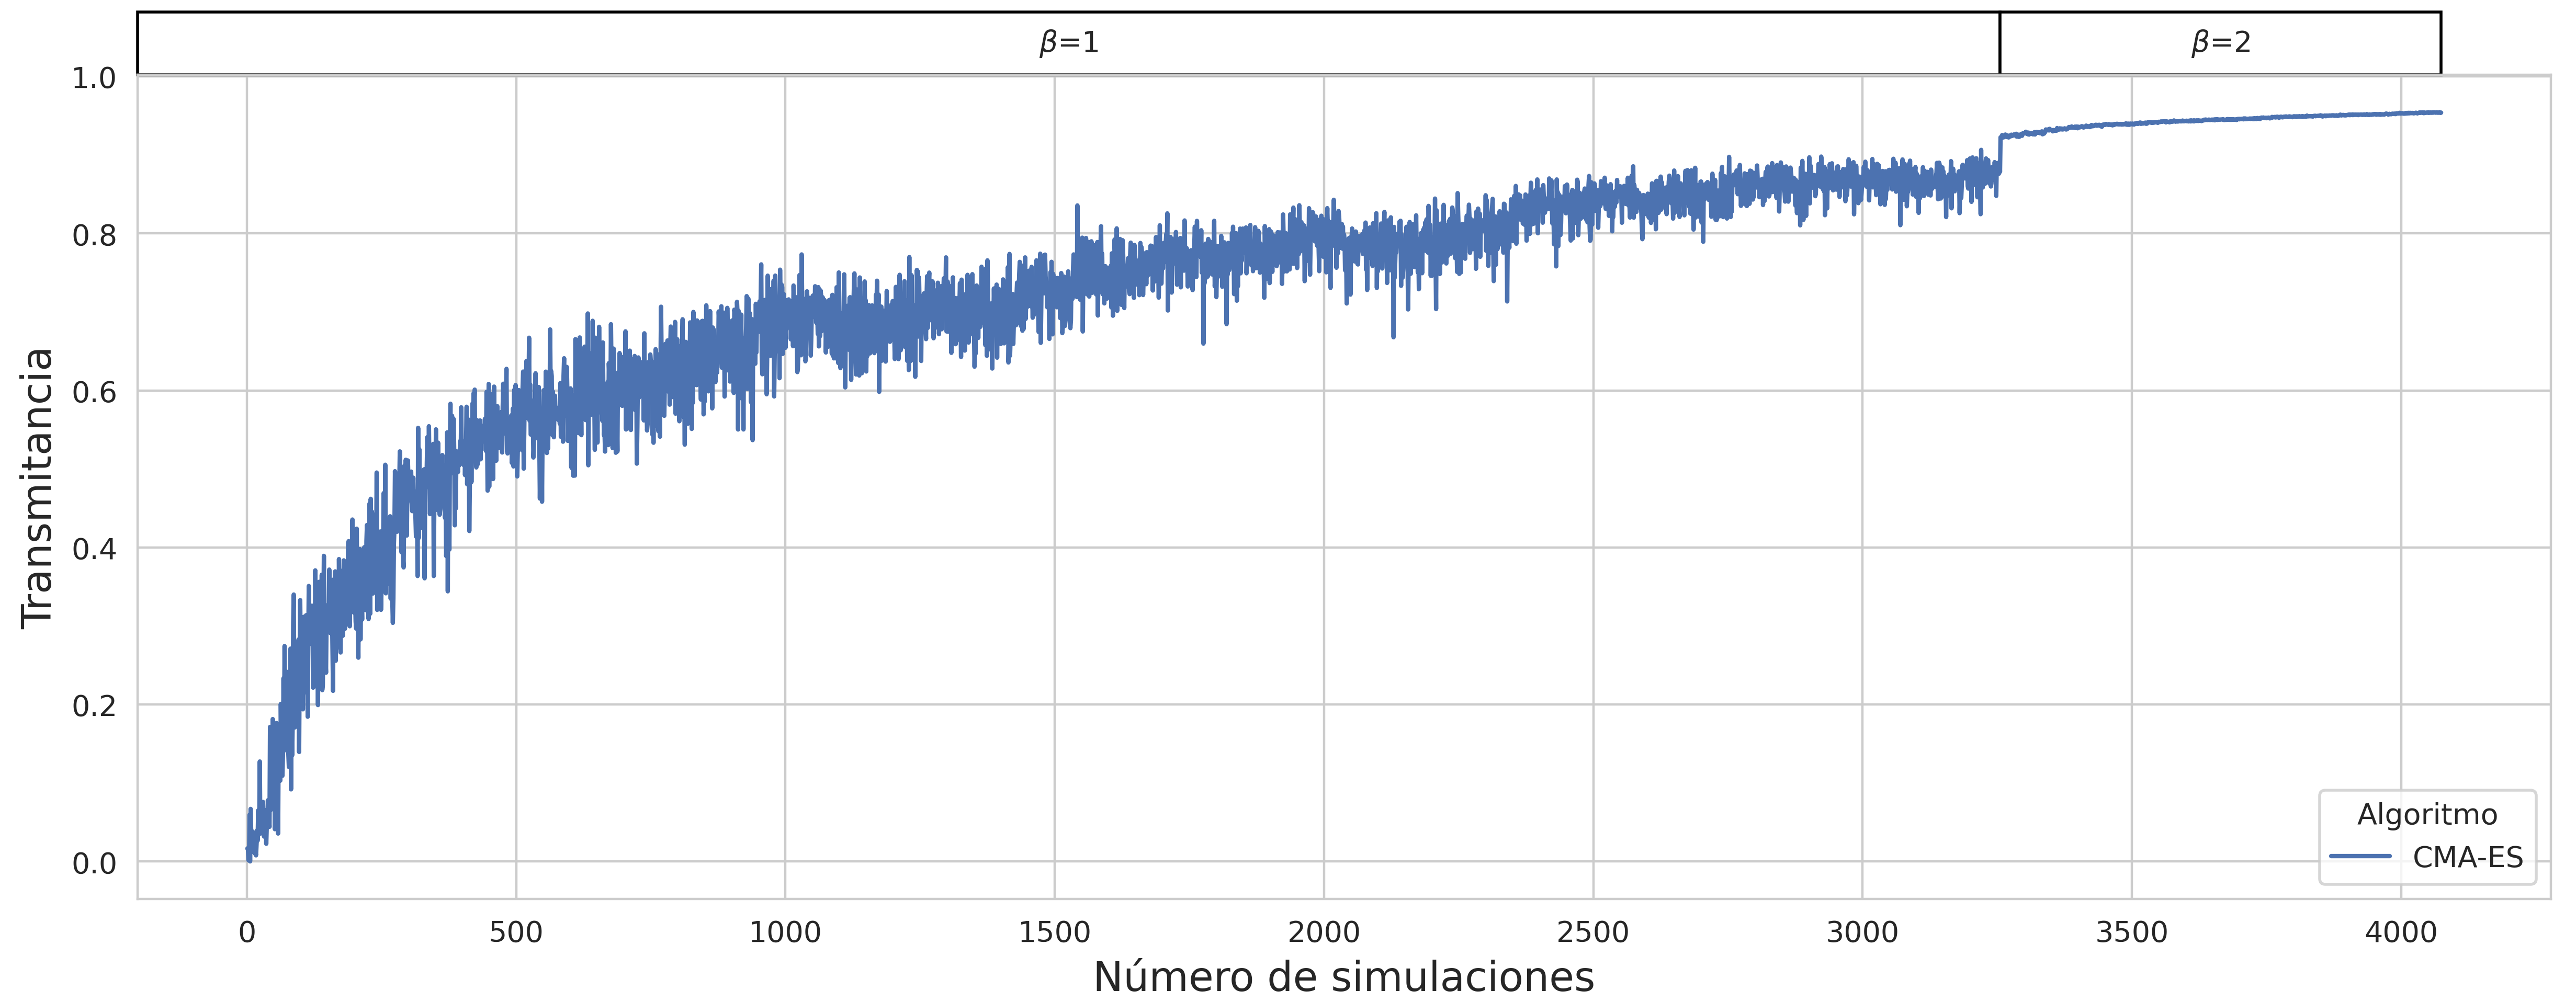 β=1
β=2
1.0
0.8
0.6
0.4
0.2
0.0
Transmitancia
0 500 1000 1500 2000 2500 3000 3500 4000
Número de simulaciones
Algoritmo
CMA-ES